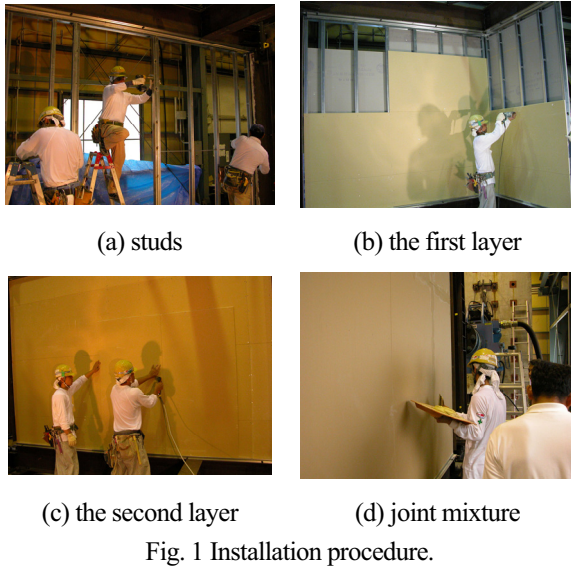 (a) studs
(b) the first layer
(c) the second layer
(d) joint mixture
Fig. 1 Installation procedure.